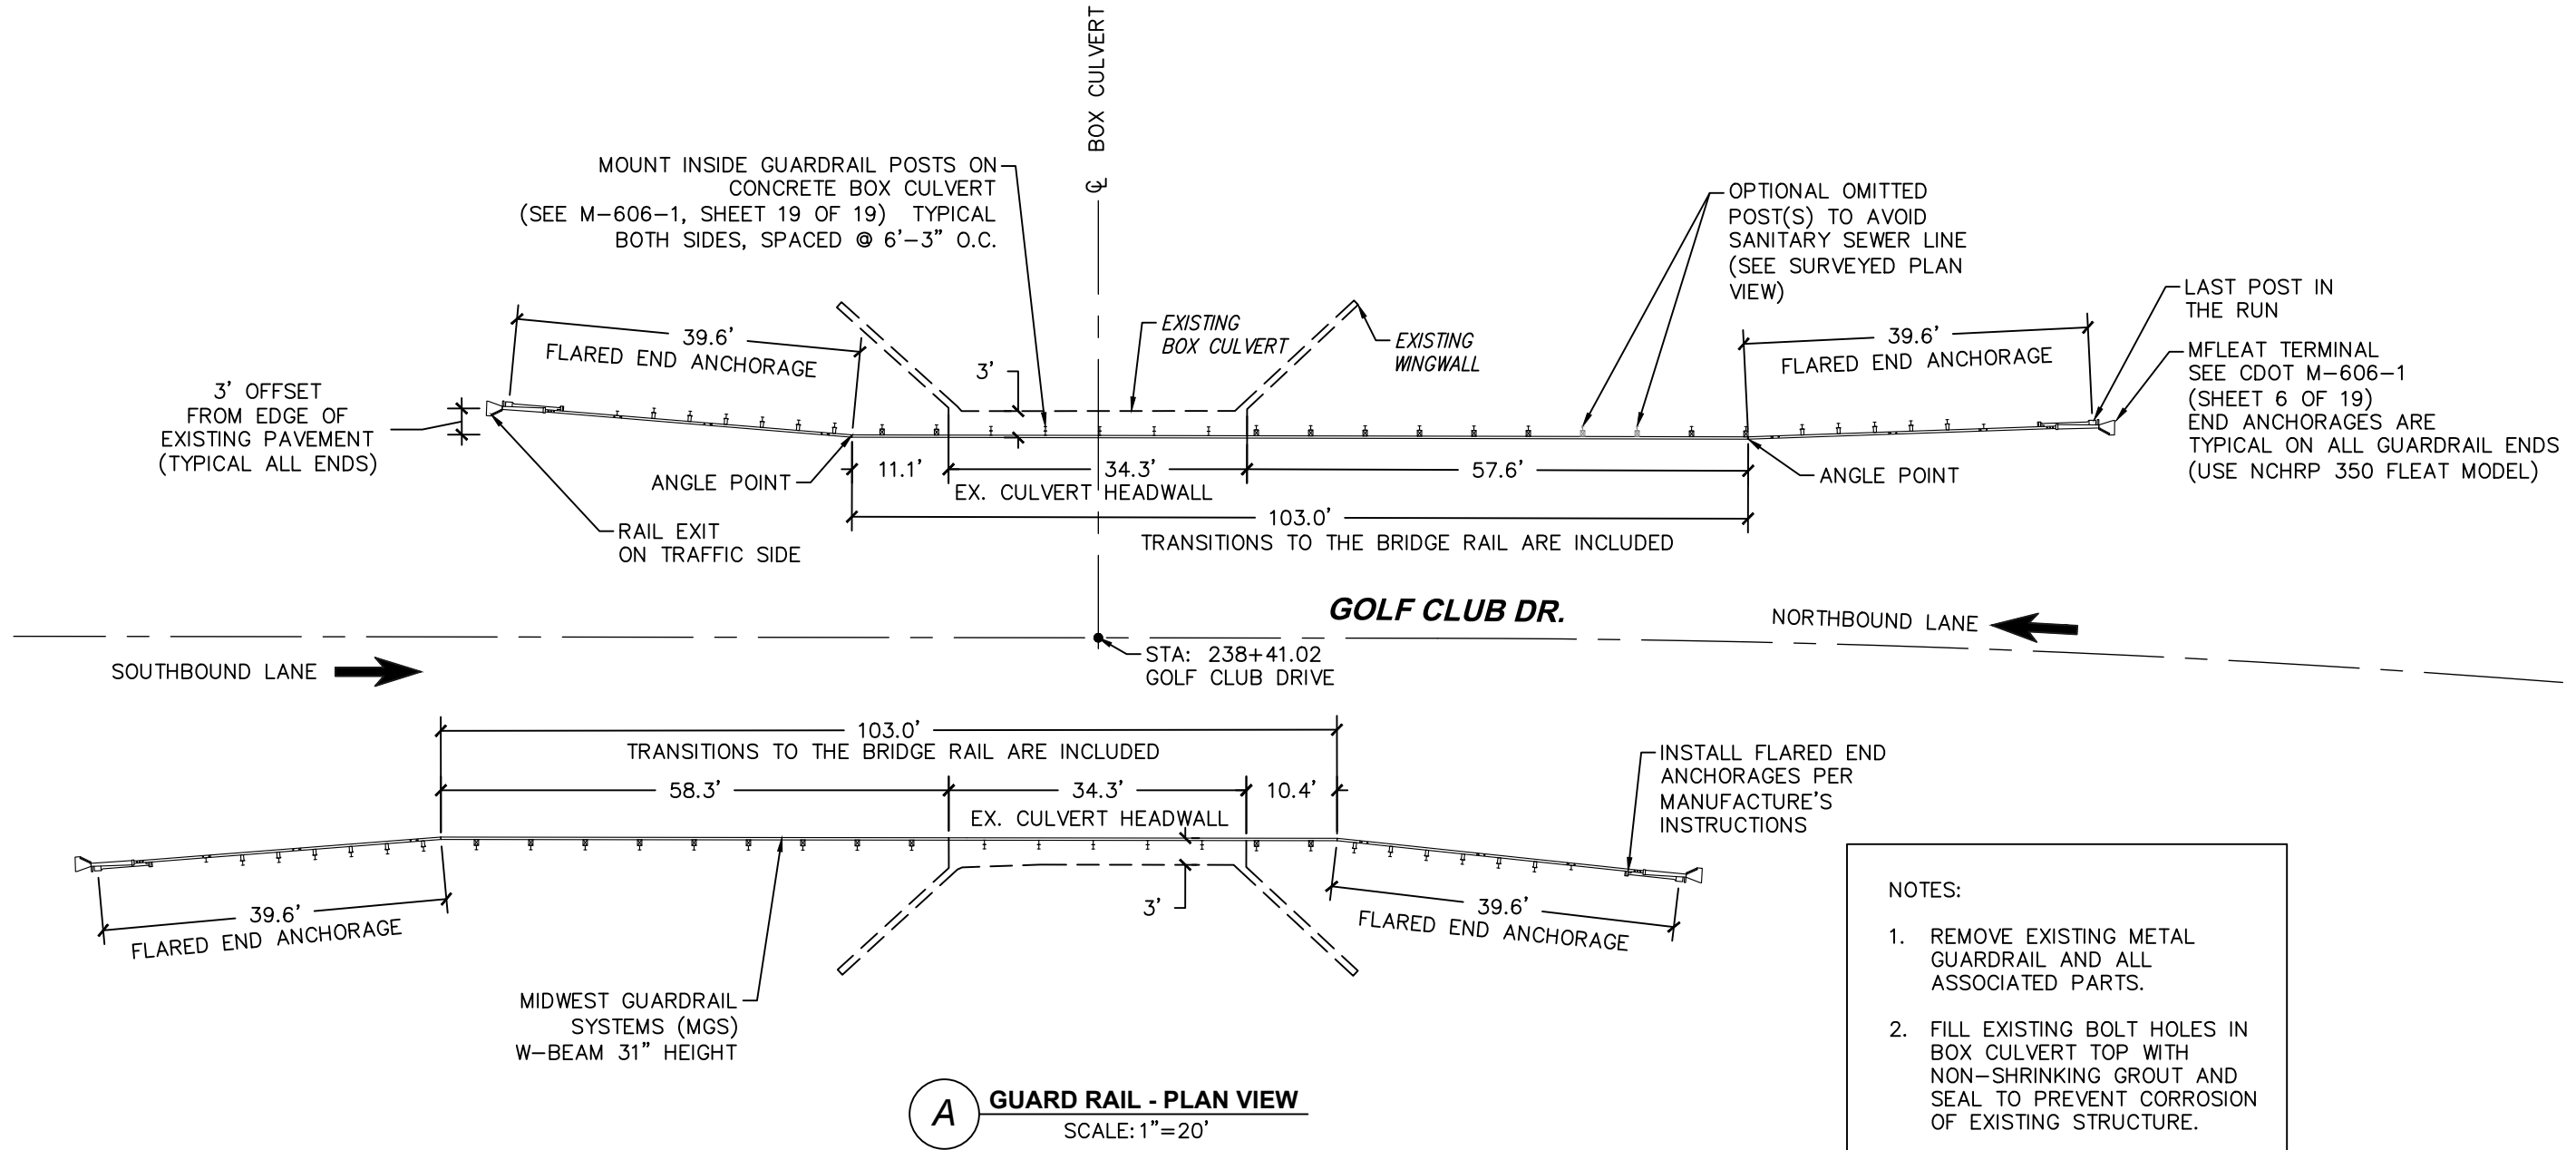 BOX CULVERT
℄
MOUNT INSIDE GUARDRAIL POSTS ON
CONCRETE BOX CULVERT
(SEE M-606-1, SHEET 19 OF 19) TYPICAL
BOTH SIDES, SPACED @ 6'-3" O.C.
OPTIONAL OMITTED
POST(S) TO AVOID
SANITARY SEWER LINE
(SEE SURVEYED PLAN
VIEW)
LAST POST IN
THE RUN
MFLEAT TERMINAL
SEE CDOT M-606-1
(SHEET 6 OF 19)
END ANCHORAGES ARE
TYPICAL ON ALL GUARDRAIL ENDS
(USE NCHRP 350 FLEAT MODEL)
39.6'
FLARED END ANCHORAGE
3'
EXISTING
BOX CULVERT
EXISTING
WINGWALL
39.6'
FLARED END ANCHORAGE
3' OFFSET
FROM EDGE OF
EXISTING PAVEMENT
(TYPICAL ALL ENDS)
ANGLE POINT
11.1'
34.3'
EX. CULVERT HEADWALL
57.6'
ANGLE POINT
RAIL EXIT
ON TRAFFIC SIDE
103.0'
TRANSITIONS TO THE BRIDGE RAIL ARE INCLUDED
GOLF CLUB DR.
NORTHBOUND LANE
SOUTHBOUND LANE
STA: 238+41.02
GOLF CLUB DRIVE
103.0'
TRANSITIONS TO THE BRIDGE RAIL ARE INCLUDED
58.3'
34.3'
10.4'
EX. CULVERT HEADWALL
INSTALL FLARED END
ANCHORAGES PER
MANUFACTURE'S
INSTRUCTIONS
39.6'
FLARED END ANCHORAGE
3'
39.6'
FLARED END ANCHORAGE
MIDWEST GUARDRAIL
SYSTEMS (MGS)
W-BEAM 31" HEIGHT
NOTES:
1. REMOVE EXISTING METAL
GUARDRAIL AND ALL
ASSOCIATED PARTS.
2. FILL EXISTING BOLT HOLES IN
BOX CULVERT TOP WITH
NON-SHRINKING GROUT AND
SEAL TO PREVENT CORROSION
OF EXISTING STRUCTURE.
A
GUARD RAIL - PLAN VIEW
SCALE: 1"=20'